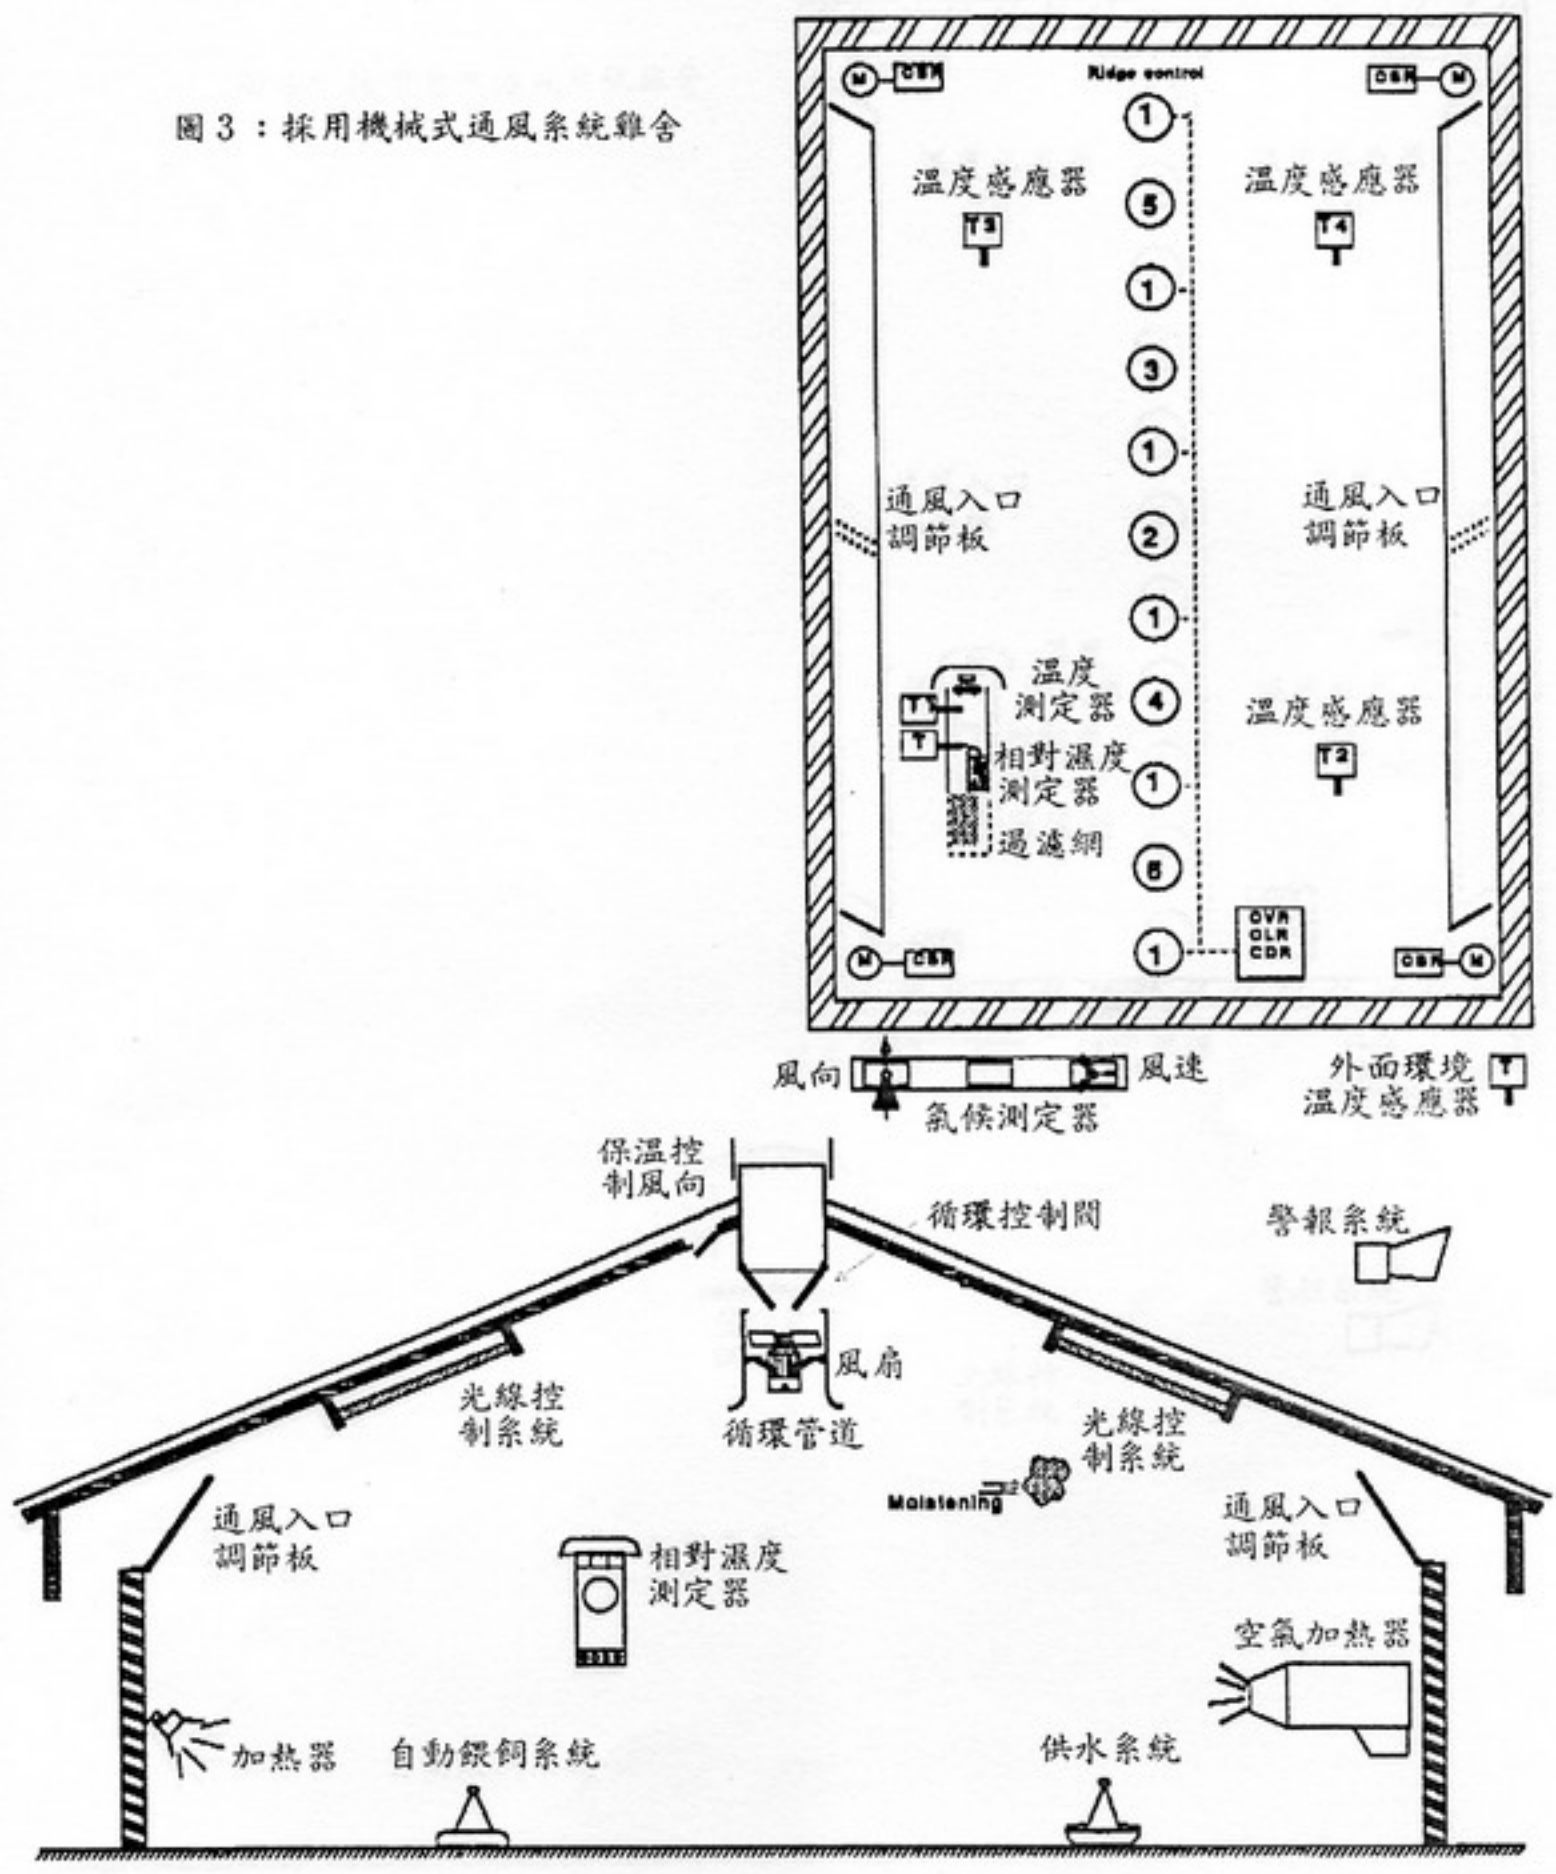 圖3：採用機械式通風系統雞舍
M CBR Ridge control CBR M
1
溫度感應器 溫度感應器
5
T3 T4
1
3
1
通風入口 通風入口
調節板 調節板
2
1
溫度
測定器
溫度感應器
4
T1
T
T2
相對濕度
測定器
1
過濾網
6
OVR
OLR
CDR
1
M CBR CBR M
風向 風速
氣候測定器
外面環境 T
溫度感應器
保溫控
制風向
循環控制閥
警報系統
風扇
光線控
制系統
循環管道
光線控
制系統
Moistening
通風入口
調節板
通風入口
調節板
相對濕度
測定器
空氣加熱器
加熱器
自動餵飼系統
供水系統